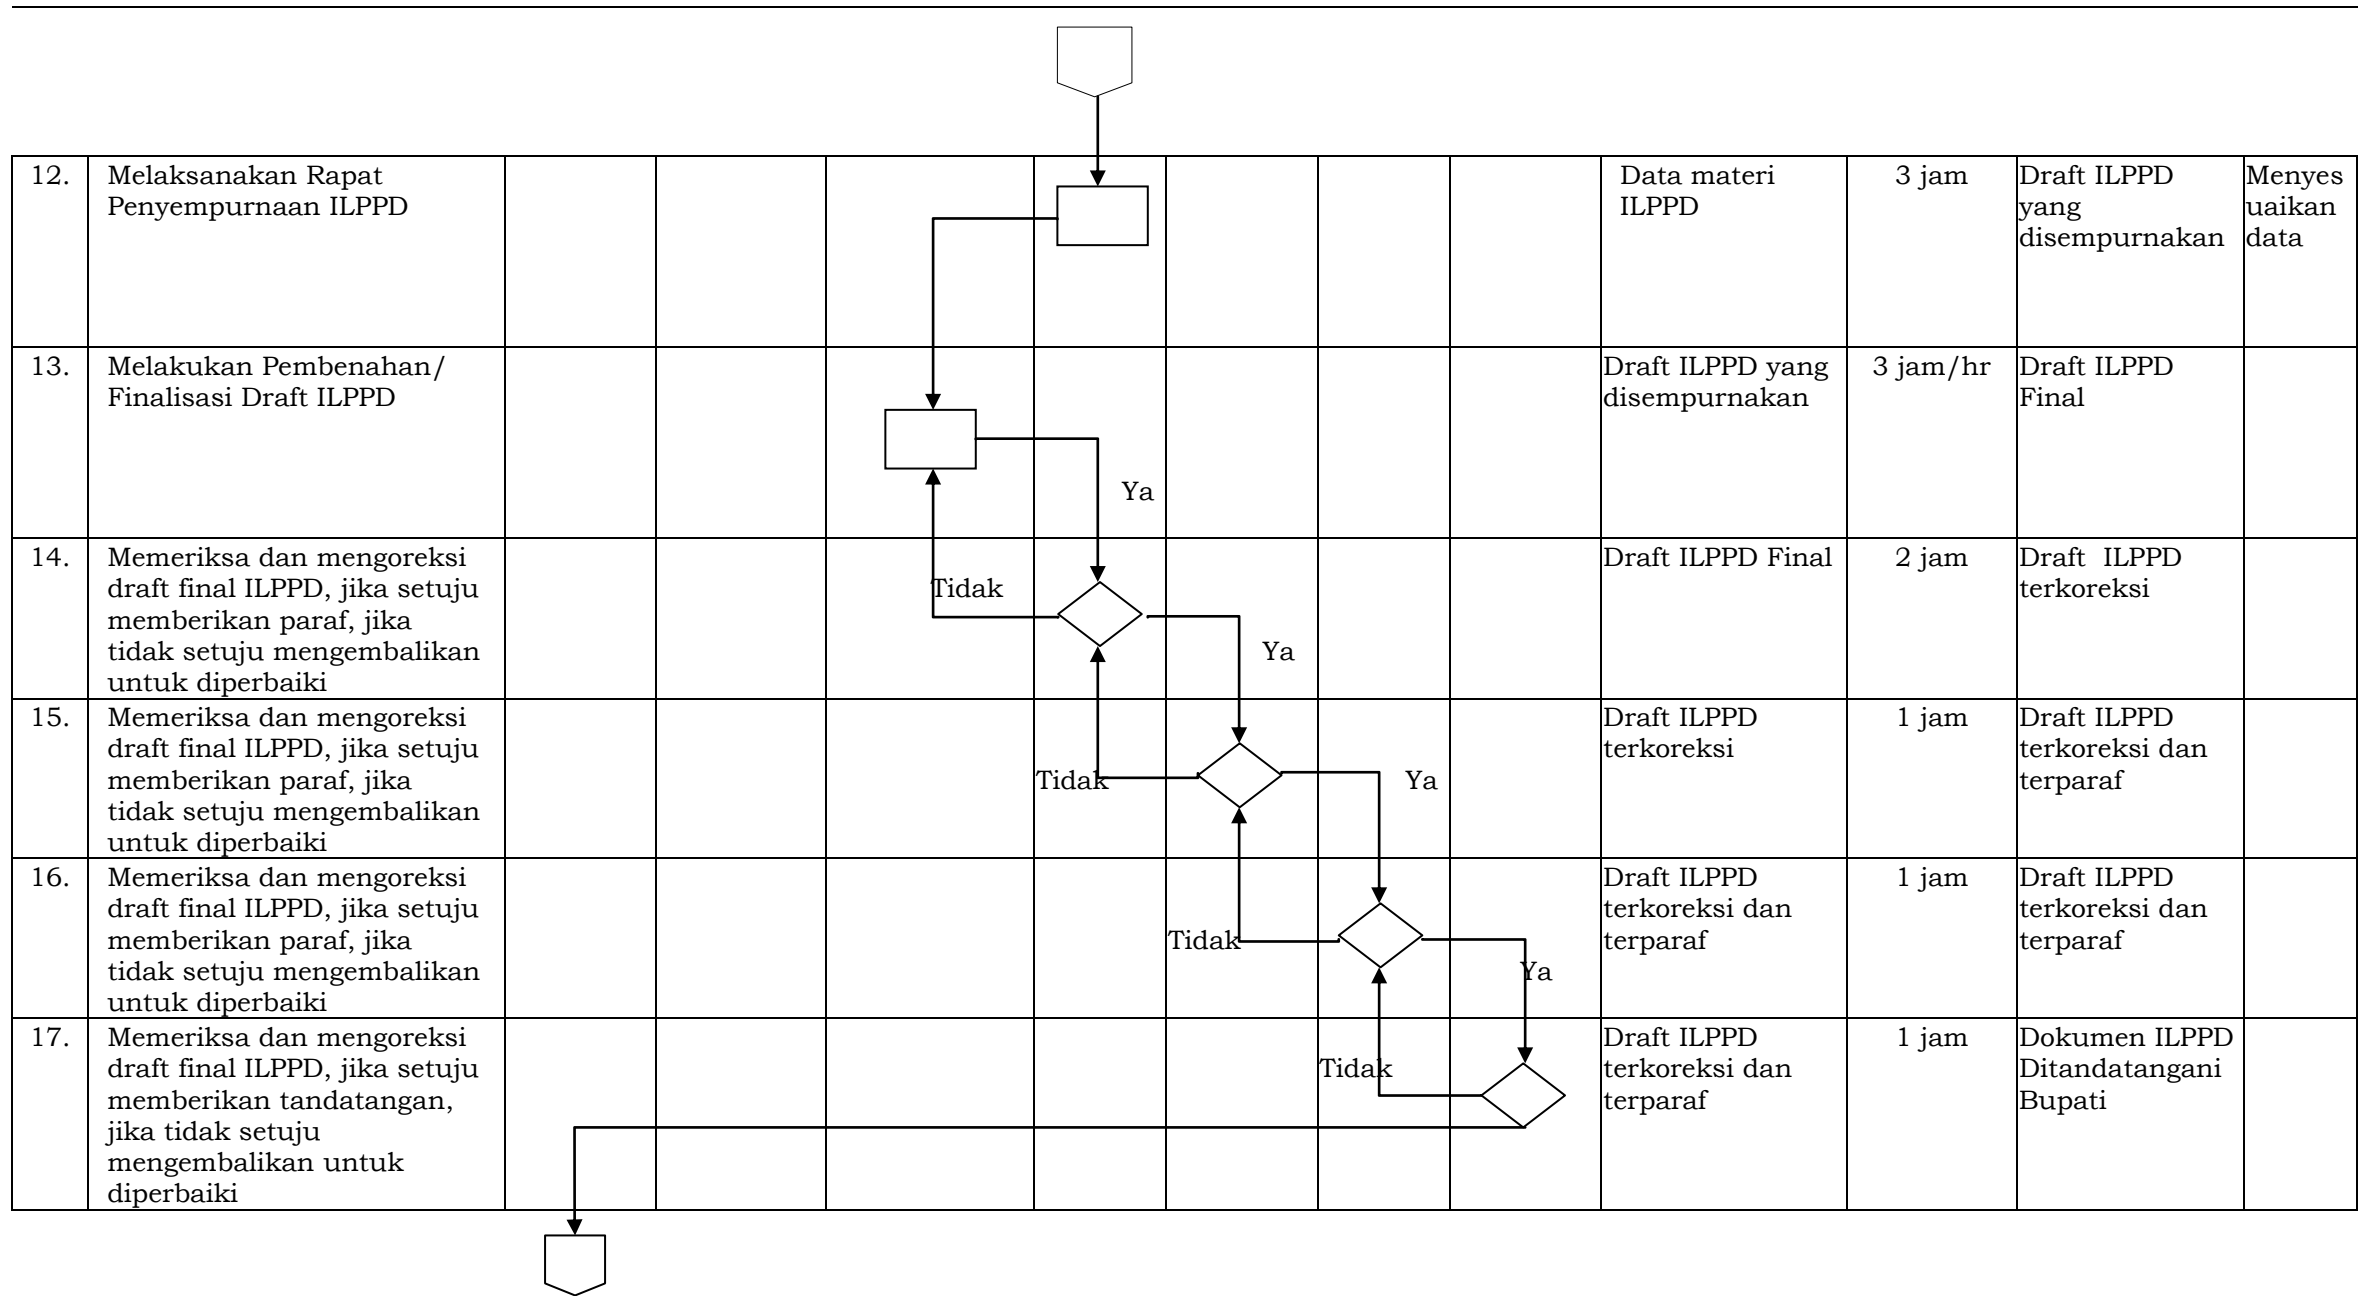 12.
Melaksanakan Rapat
Penyempurnaan ILPPD
Data materi
ILPPD
3 jam
Draft ILPPD
yang
disempurnakan
Menyes
uaikan
data
13.
Melakukan Pembenahan/
Finalisasi Draft ILPPD
Ya
Draft ILPPD yang
disempurnakan
3 jam/hr
Draft ILPPD
Final
14.
Memeriksa dan mengoreksi
draft final ILPPD, jika setuju
memberikan paraf, jika
tidak setuju mengembalikan
untuk diperbaiki
Tidak
Ya
Draft ILPPD Final
2 jam
Draft  ILPPD
terkoreksi
15.
Memeriksa dan mengoreksi
draft final ILPPD, jika setuju
memberikan paraf, jika
tidak setuju mengembalikan
untuk diperbaiki
Tidak
Ya
Draft ILPPD
terkoreksi
1 jam
Draft ILPPD
terkoreksi dan
terparaf
16.
Memeriksa dan mengoreksi
draft final ILPPD, jika setuju
memberikan paraf, jika
tidak setuju mengembalikan
untuk diperbaiki
Tidak
Ya
Draft ILPPD
terkoreksi dan
terparaf
1 jam
Draft ILPPD
terkoreksi dan
terparaf
17.
Memeriksa dan mengoreksi
draft final ILPPD, jika setuju
memberikan tandatangan,
jika tidak setuju
mengembalikan untuk
diperbaiki
Tidak
Draft ILPPD
terkoreksi dan
terparaf
1 jam
Dokumen ILPPD
Ditandatangani
Bupati